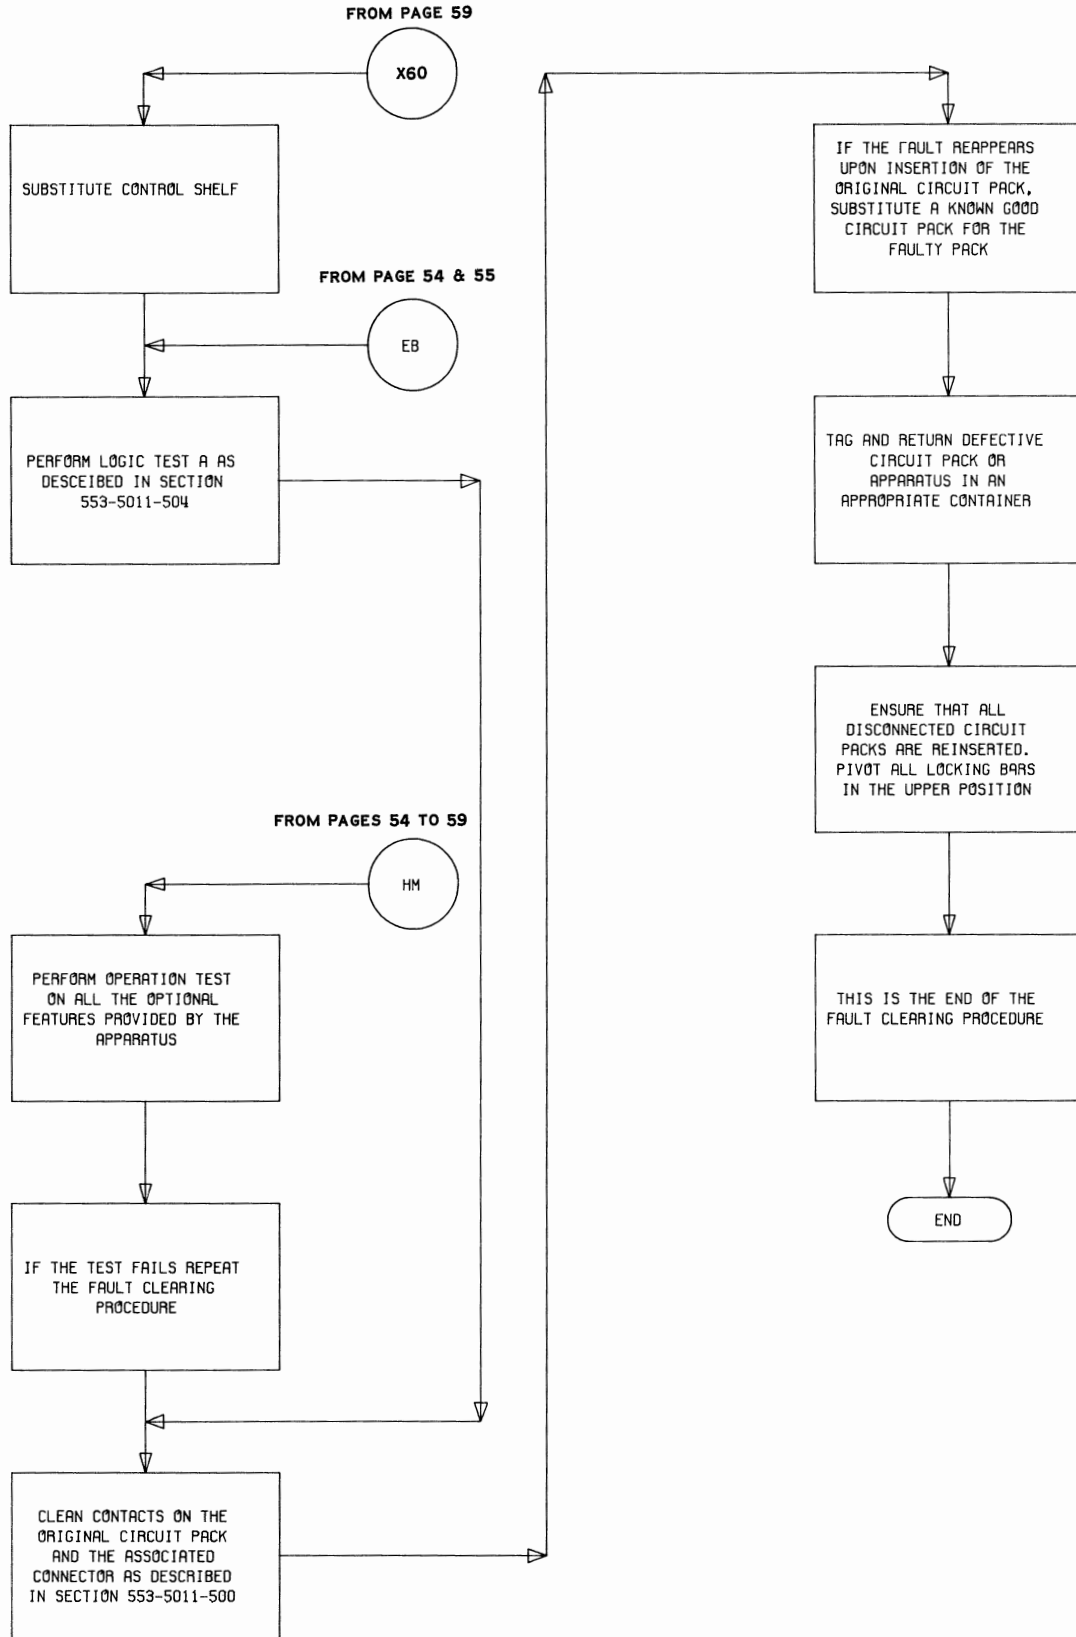 FROM PAGE 59
X60
SUBSTITUTE CONTROL SHELF
FROM PAGE 54 & 55
EB
PERFORM LOGIC TEST A AS
DESCEIBED IN SECTION
553-5011-504
FROM PAGES 54 TO 59
HM
PERFORM OPERATION TEST
ON ALL THE OPTIONAL
FEATURES PROVIDED BY THE
APPARATUS
IF THE TEST FAILS REPEAT
THE FAULT CLEARING
PROCEDURE
CLEAN CONTACTS ON THE
ORIGINAL CIRCUIT PACK
AND THE ASSOCIATED
CONNECTOR AS DESCRIBED
IN SECTION 553-5011-500
IF THE FAULT REAPPEARS
UPON INSERTION OF THE
ORIGINAL CIRCUIT PACK,
SUBSTITUTE A KNOWN GOOD
CIRCUIT PACK FOR THE
FAULTY PACK
TAG AND RETURN DEFECTIVE
CIRCUIT PACK OR
APPARATUS IN AN
APPROPRIATE CONTAINER
ENSURE THAT ALL
DISCONNECTED CIRCUIT
PACKS ARE REINSERTED.
PIVOT ALL LOCKING BARS
IN THE UPPER POSITION
THIS IS THE END OF THE
FAULT CLEARING PROCEDURE
END